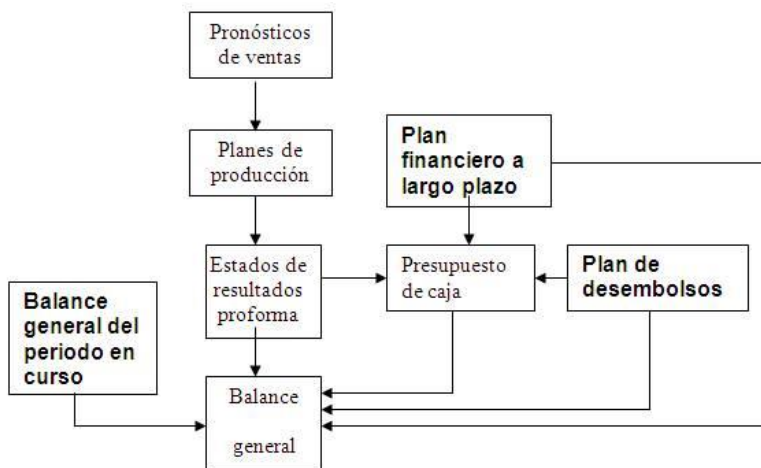 Pronósticos
de ventas
Planes de
producción
Plan
financiero a
largo plazo
Estados de
resultados
proforma
Presupuesto
de caja
Plan de
desembolsos
Balance
general del
periodo en
curso
Balance
general